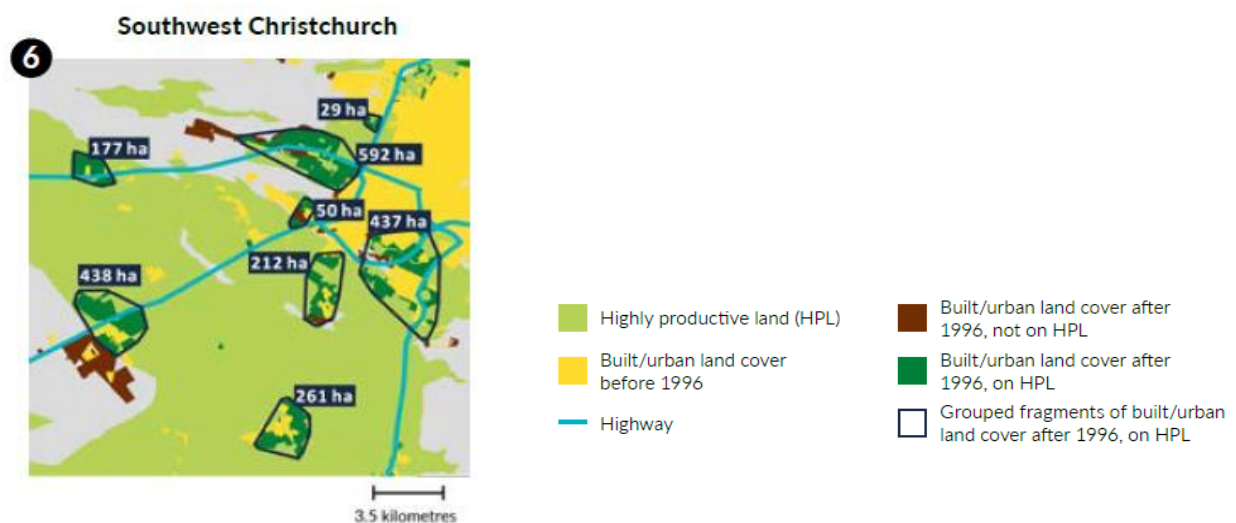 Southwest Christchurch
6
29 ha
177 ha
592 ha
50 ha
437 ha
212 ha
438 ha
261 ha
3.5 kilometres
Highly productive land (HPL)
Built/urban land cover
before 1996
Highway
Built/urban land cover after
1996, not on HPL
Built/urban land cover after
1996, on HPL
Grouped fragments of built/urban
land cover after 1996, on HPL